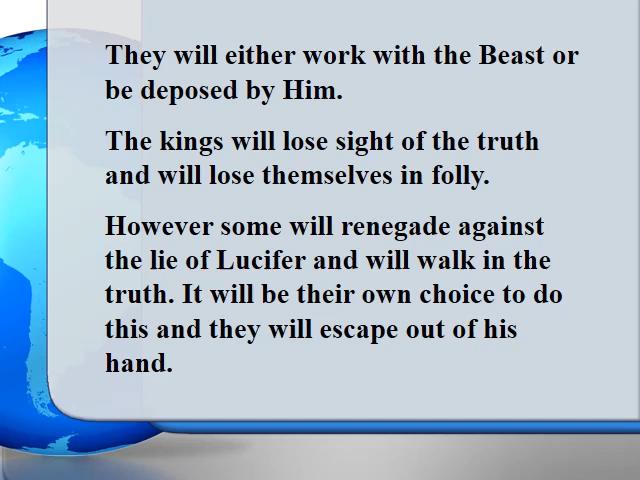 They will either work with the Beast or
be deposed by Him.
The kings will lose sight of the truth
and will lose themselves in folly.
However some will renegade against
the lie of Lucifer and will walk in the
truth. It will be their own choice to do
this and they will escape out of his
hand.